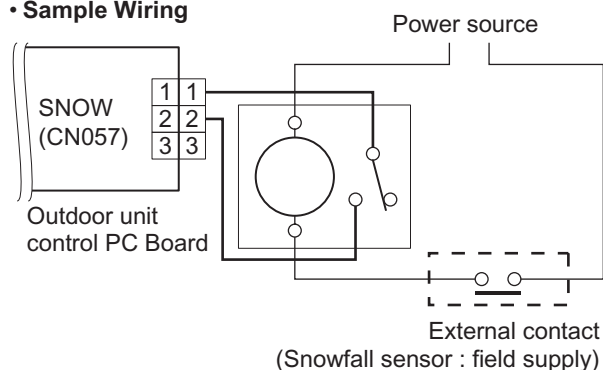 • Sample Wiring
Power source
SNOW
(CN057)
1 1
2 2
3 3
Outdoor unit
control PC Board
External contact
(Snowfall sensor : field supply)